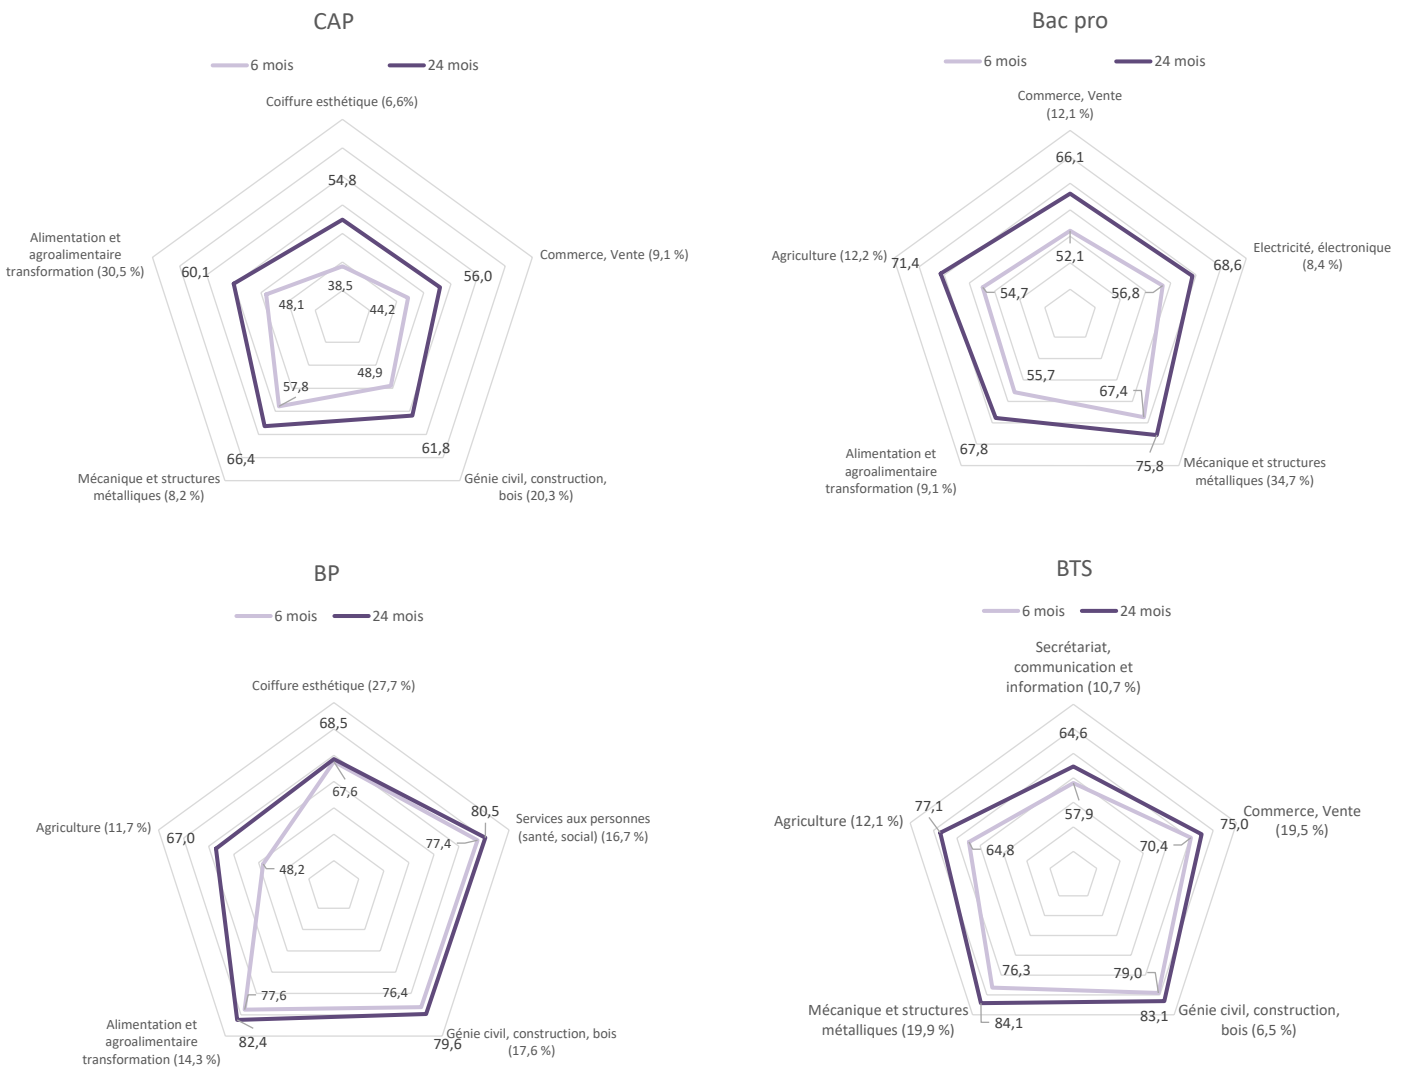 CAP
6 mois
24 mois
Coiffure esthétique (6,6%)
54,8
Alimentation et
agroalimentaire
transformation (30,5 %)
60,1
Commerce, Vente (9,1 %)
56,0
38,5
48,1
44,2
48,9
57,8
61,8
66,4
Mécanique et structures
métalliques (8,2 %)
Génie civil, construction,
bois (20,3 %)
Bac pro
6 mois
24 mois
Commerce, Vente
(12,1 %)
66,1
Agriculture (12,2 %)
71,4
Electricité, électronique
(8,4 %)
68,6
52,1
54,7
56,8
55,7
67,4
67,8
75,8
Alimentation et
agroalimentaire
transformation (9,1 %)
Mécanique et structures
métalliques (34,7 %)
BP
6 mois
24 mois
Coiffure esthétique (27,7 %)
68,5
67,6
80,5
Services aux personnes
(santé, social) (16,7 %)
77,4
Agriculture (11,7 %)
67,0
48,2
77,6
76,4
Alimentation et
agroalimentaire
transformation (14,3 %)
82,4
79,6
Génie civil, construction, bois
(17,6 %)
BTS
6 mois
24 mois
Secrétariat,
communication et
information (10,7 %)
64,6
77,1
Agriculture (12,1 %)
57,9
75,0
Commerce, Vente
(19,5 %)
64,8
70,4
76,3
79,0
Mécanique et structures
métalliques (19,9 %)
84,1
83,1
Génie civil, construction,
bois (6,5 %)